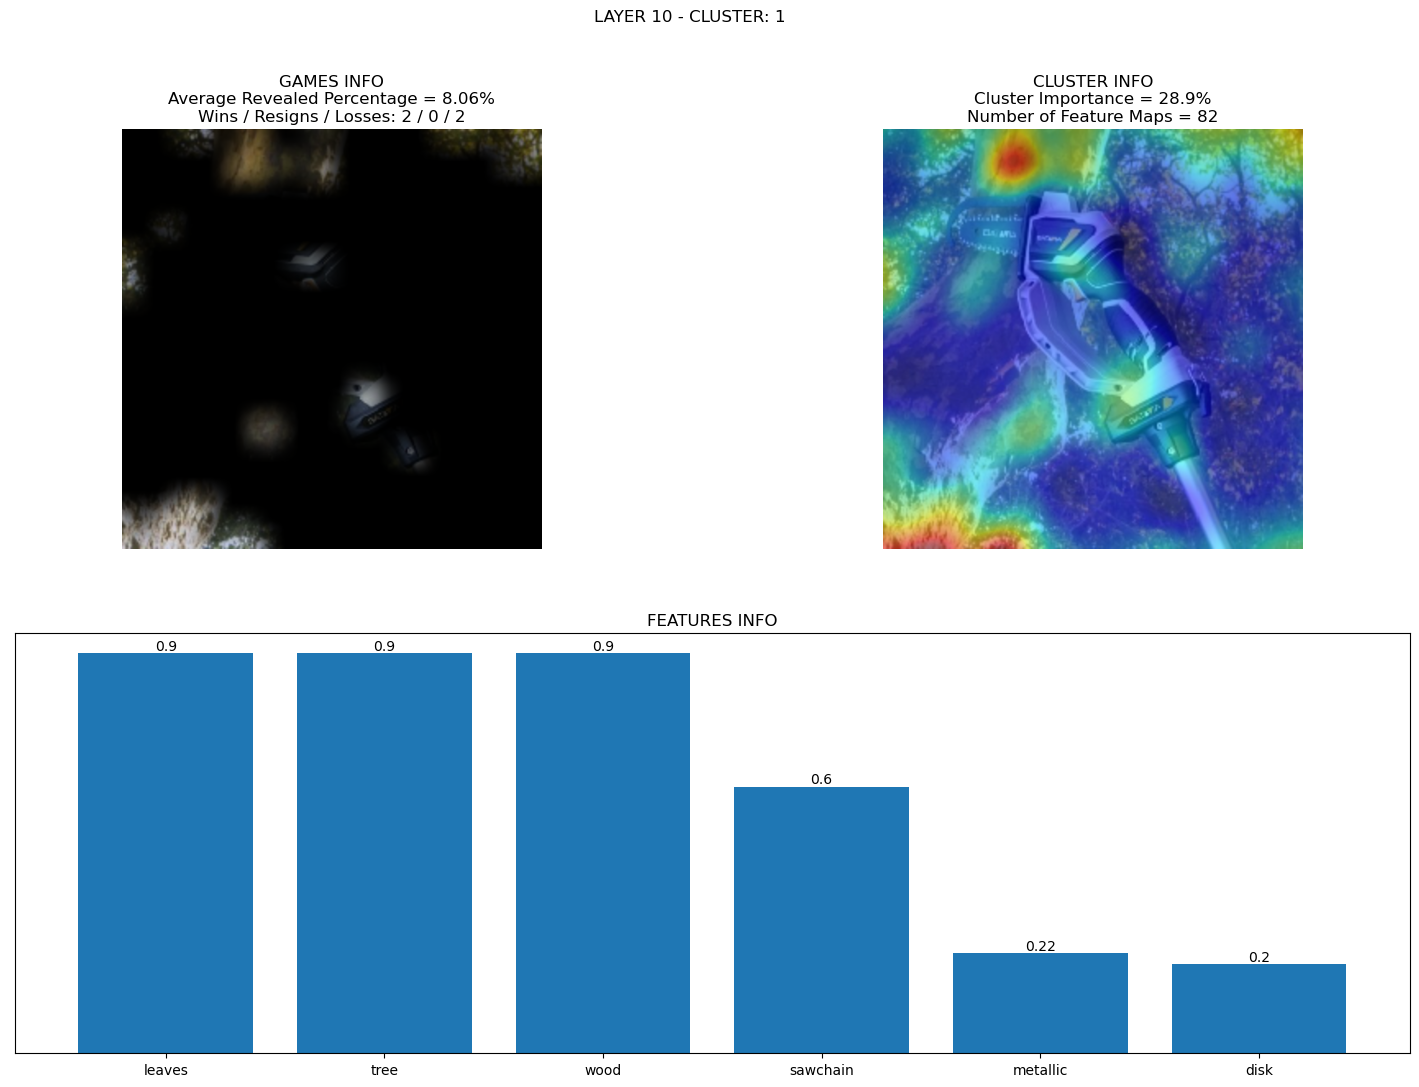 LAYER 10 - CLUSTER: 1
GAMES INFO
Average Revealed Percentage = 8.06%
Wins / Resigns / Losses: 2 / 0 / 2
CLUSTER INFO
Cluster Importance = 28.9%
Number of Feature Maps = 82
FEATURES INFO
0.9
0.9
0.9
0.6
0.22
0.2
leaves
tree
wood
sawchain
metallic
disk